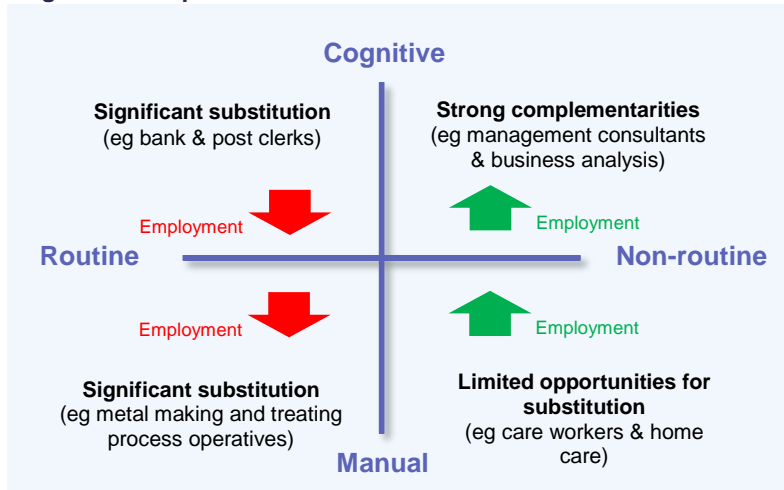 Cognitive
Significant substitution
(eg bank & post clerks)
Strong complementarities
(eg management consultants
& business analysis)
Employment
Employment
Routine
Non-routine
Employment
Employment
Significant substitution
(eg metal making and treating
process operatives)
Limited opportunities for
substitution
(eg care workers & home
care)
Manual